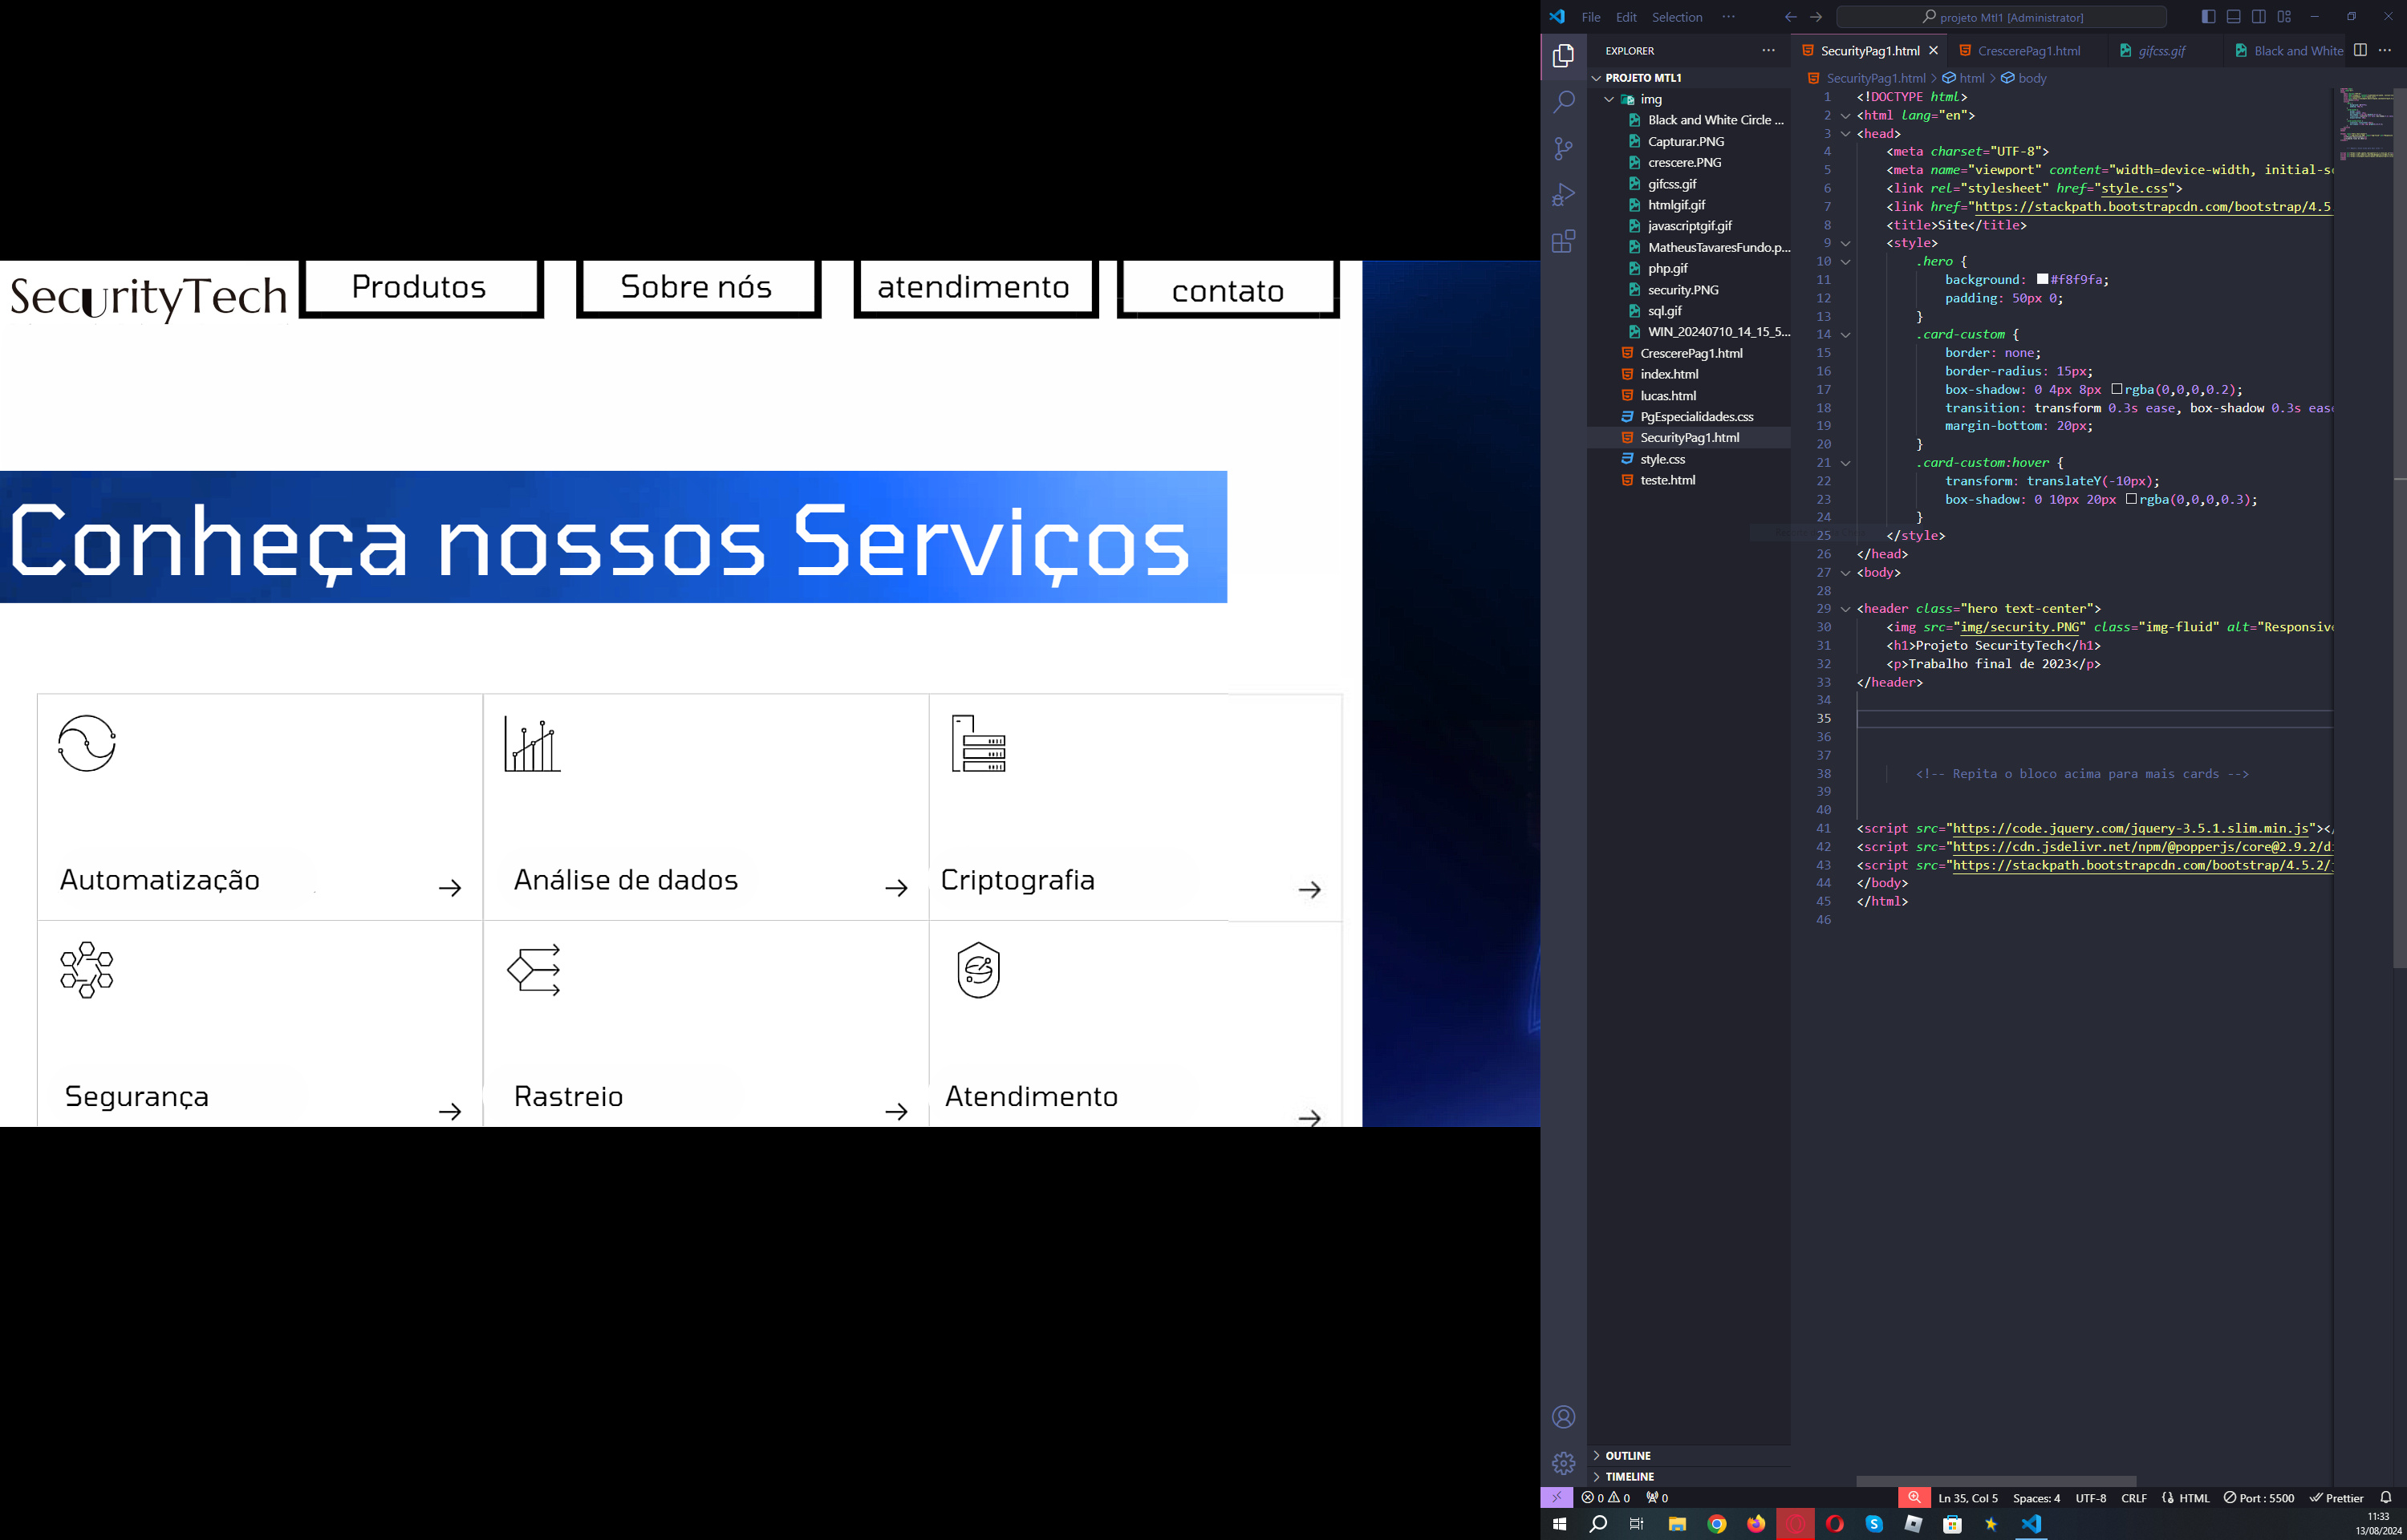 SecurityTech
Produtos
Sobre nós
atendimento
contato
Conheça nossos Serviços
Automatização
Análise de dados
Criptografia
Segurança
Rastreio
Atendimento
File Edit Selection ···
projeto Mtl1 [Administrator]
EXPLORER
PROJETO MTL1
img
Black and White Circle ...
Capturar.PNG
crescere.PNG
gifcss.gif
htmlgif.gif
javascriptgif.gif
MatheusTavaresFundo.p...
php.gif
security.PNG
sql.gif
WIN_20240710_14_15_5...
CrescerePag1.html
index.html
lucas.html
PgEspecialidades.css
SecurityPag1.html
style.css
teste.html
OUTLINE
TIMELINE
SecurityPag1.html
CrescerePag1.html
gifcss.gif
Black and White
SecurityPag1.html > html > body
1 <!DOCTYPE html>
2 <html lang="en">
3 <head>
4 <meta charset="UTF-8">
5 <meta name="viewport" content="width=device-width, initial-s
6 <link rel="stylesheet" href="style.css">
7 <link href="https://stackpath.bootstrapcdn.com/bootstrap/4.5
8 <title>Site</title>
9 <style>
10 .hero {
11 background: #f8f9fa;
12 padding: 50px 0;
13 }
14 .card-custom {
15 border: none;
16 border-radius: 15px;
17 box-shadow: 0 4px 8px rgba(0,0,0,0.2);
18 transition: transform 0.3s ease, box-shadow 0.3s eas
19 margin-bottom: 20px;
20 }
21 .card-custom:hover {
22 transform: translateY(-10px);
23 box-shadow: 0 10px 20px rgba(0,0,0,0.3);
24 }
25 </style>
26 </head>
27 <body>
28
29 <header class="hero text-center">
30 <img src="img/security.PNG" class="img-fluid" alt="Responsiv
31 <h1>Projeto SecurityTech</h1>
32 <p>Trabalho final de 2023</p>
33 </header>
34
35
36
37
38 <!-- Repita o bloco acima para mais cards -->
39
40
41 <script src="https://code.jquery.com/jquery-3.5.1.slim.min.js"></
42 <script src="https://cdn.jsdelivr.net/npm/@popperjs/core@2.9.2/d
43 <script src="https://stackpath.bootstrapcdn.com/bootstrap/4.5.2/
44 </body>
45 </html>
46
0 0 0
Ln 35, Col 5 Spaces: 4 UTF-8 CRLF HTML Port : 5500 Prettier
11:33
13/08/2024